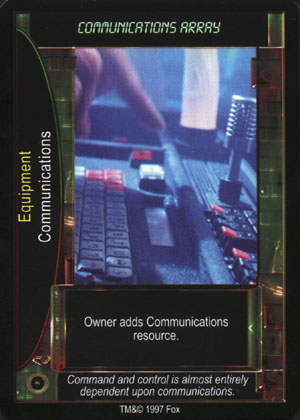 COMMUNICATIONS ARRAY
Equipment
Communications
Owner adds Communications
resource.
Command and control is almost entirely
dependent upon communications.
TM&© 1997 Fox